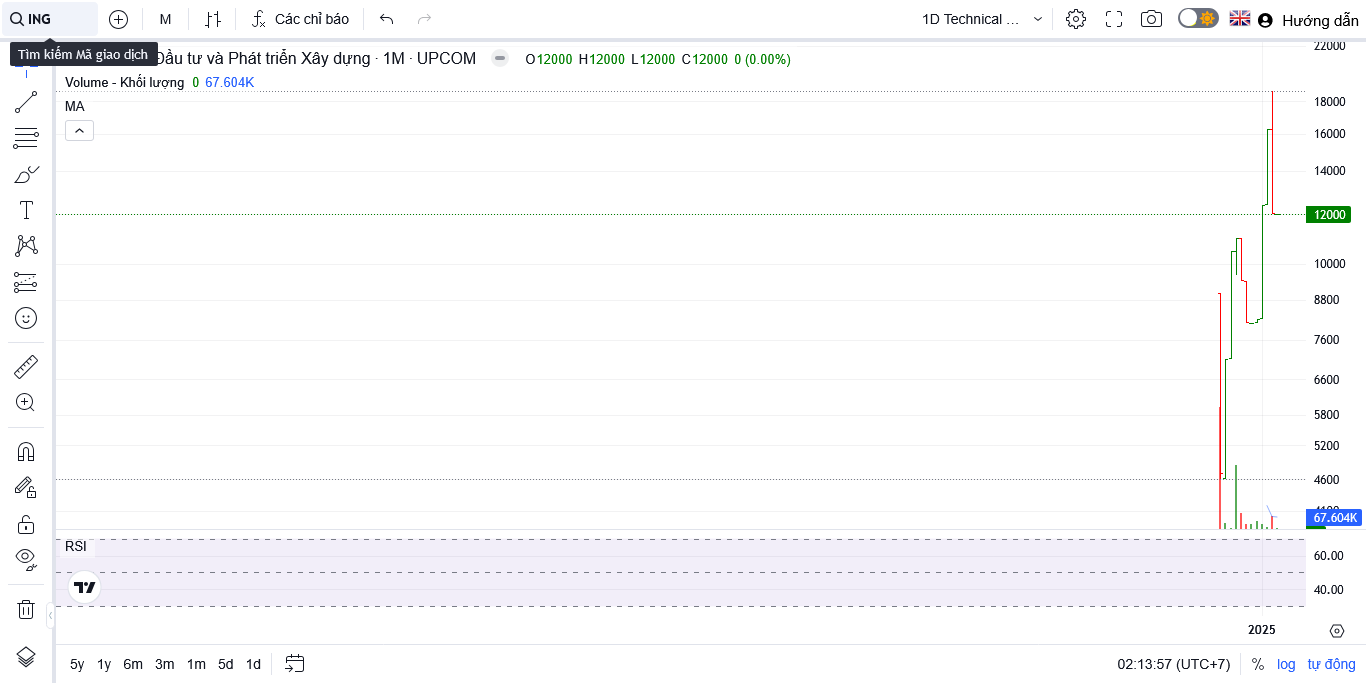 ING
M
Các chỉ báo
1D Technical ...
Hướng dẫn
Tìm kiếm Mã giao dịch
Đầu tư và Phát triển Xây dựng · 1M · UPCOM
O12000 H12000 L12000 C12000 0 (0.00%)
Volume - Khối lượng 0 67.604K
MA
22000
18000
16000
14000
12000
10000
8800
7600
6600
5800
5200
4600
67.604K
RSI
60.00
40.00
2025
5y 1y 6m 3m 1m 5d 1d
02:13:57 (UTC+7)
% log tự động